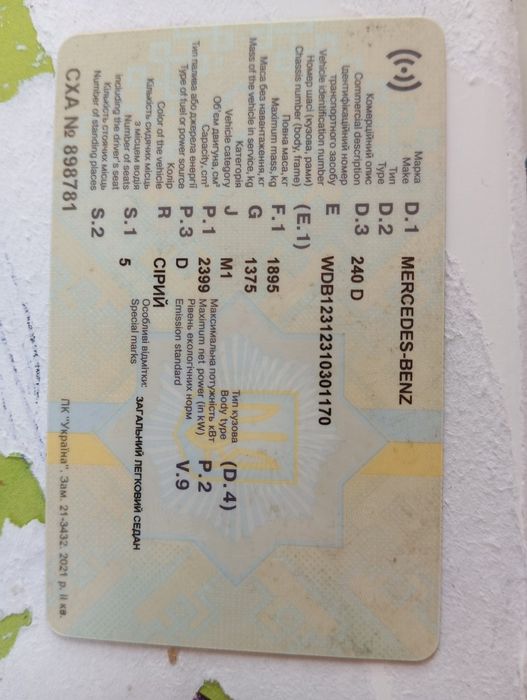 Марка D.1 MERCEDES-BENZ
Make
Тип D.2
Type
Комерційний опис D.3 240 D
Commercial description
Ідентифікаційний номер
транспортного засобу E WDB12312310301170
Vehicle identification number
Номер шасі (кузова, рами) (E.1)
Chassis number (body, frame)
Повна маса, кг F.1 1895
Maximum mass, kg
Маса без навантаження, кг G 1375
Mass of the vehicle in service, kg
Категорія J M1 Тип кузова (D.4)
Vehicle category Body type
Об'єм двигуна, см³ P.1 2399 Максимальна потужність кВт P.2
Capacity, cm³ Maximum net power (in kW)
Тип палива або джерела енергії P.3 D Рівень екологічних норм V.9
Type of fuel or power source Emission standard
Колір R СІРИЙ
Color of the vehicle
Кількість сидячих місць Особливі відмітки ЗАГАЛЬНИЙ ЛЕГКОВИЙ СЕДАН
з місцем водія S.1 5 Special marks
Number of seats
including the driver's seat
Кількість стоячих місць S.2
Number of standing places
СХА № 898781 ПК "Україна". Зам. 21-3432. 2021 р. II кв.